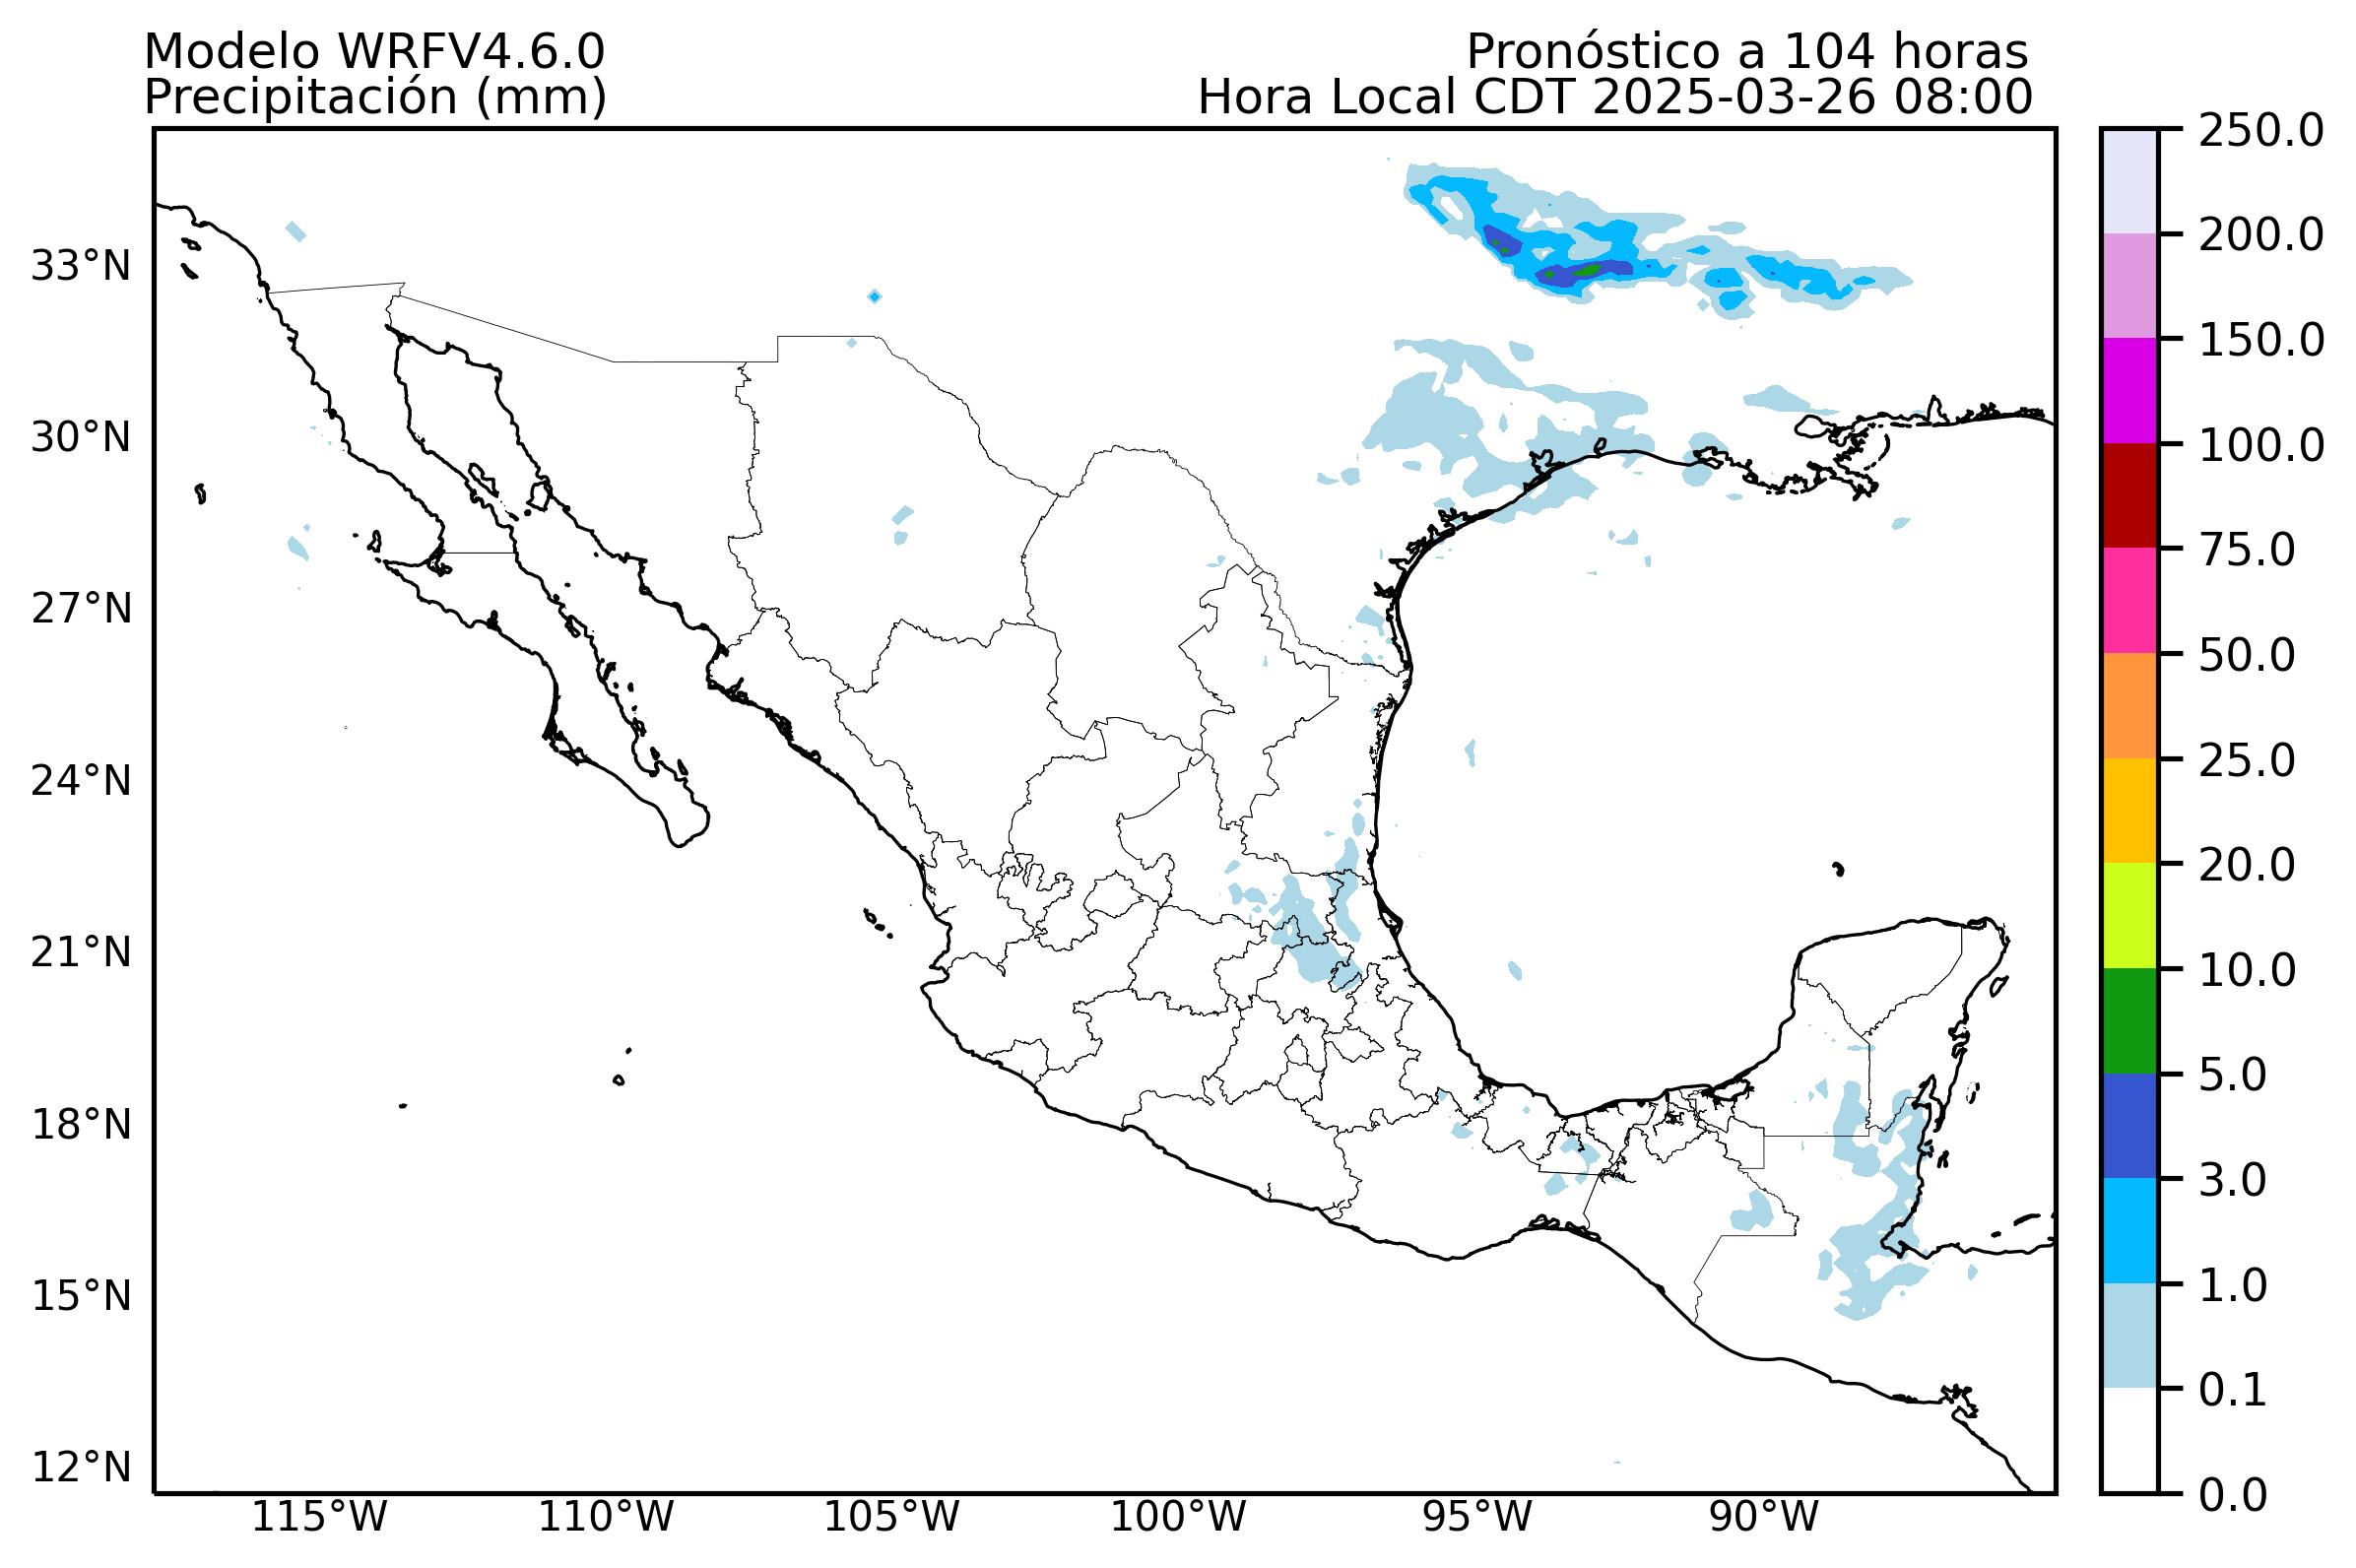 Modelo WRFV4.6.0
Precipitación (mm)
Pronóstico a 104 horas
Hora Local CDT 2025-03-26 08:00
33°N
30°N
27°N
24°N
21°N
18°N
15°N
12°N
115°W
110°W
105°W
100°W
95°W
90°W
250.0
200.0
150.0
100.0
75.0
50.0
25.0
20.0
10.0
5.0
3.0
1.0
0.1
0.0